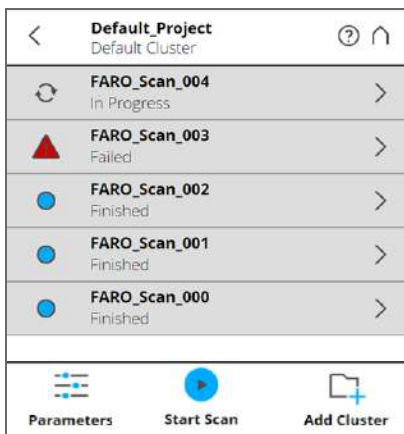 Default_Project
Default Cluster
FARO_Scan_004
In Progress
FARO_Scan_003
Failed
FARO_Scan_002
Finished
FARO_Scan_001
Finished
FARO_Scan_000
Finished
Parameters
Start Scan
Add Cluster